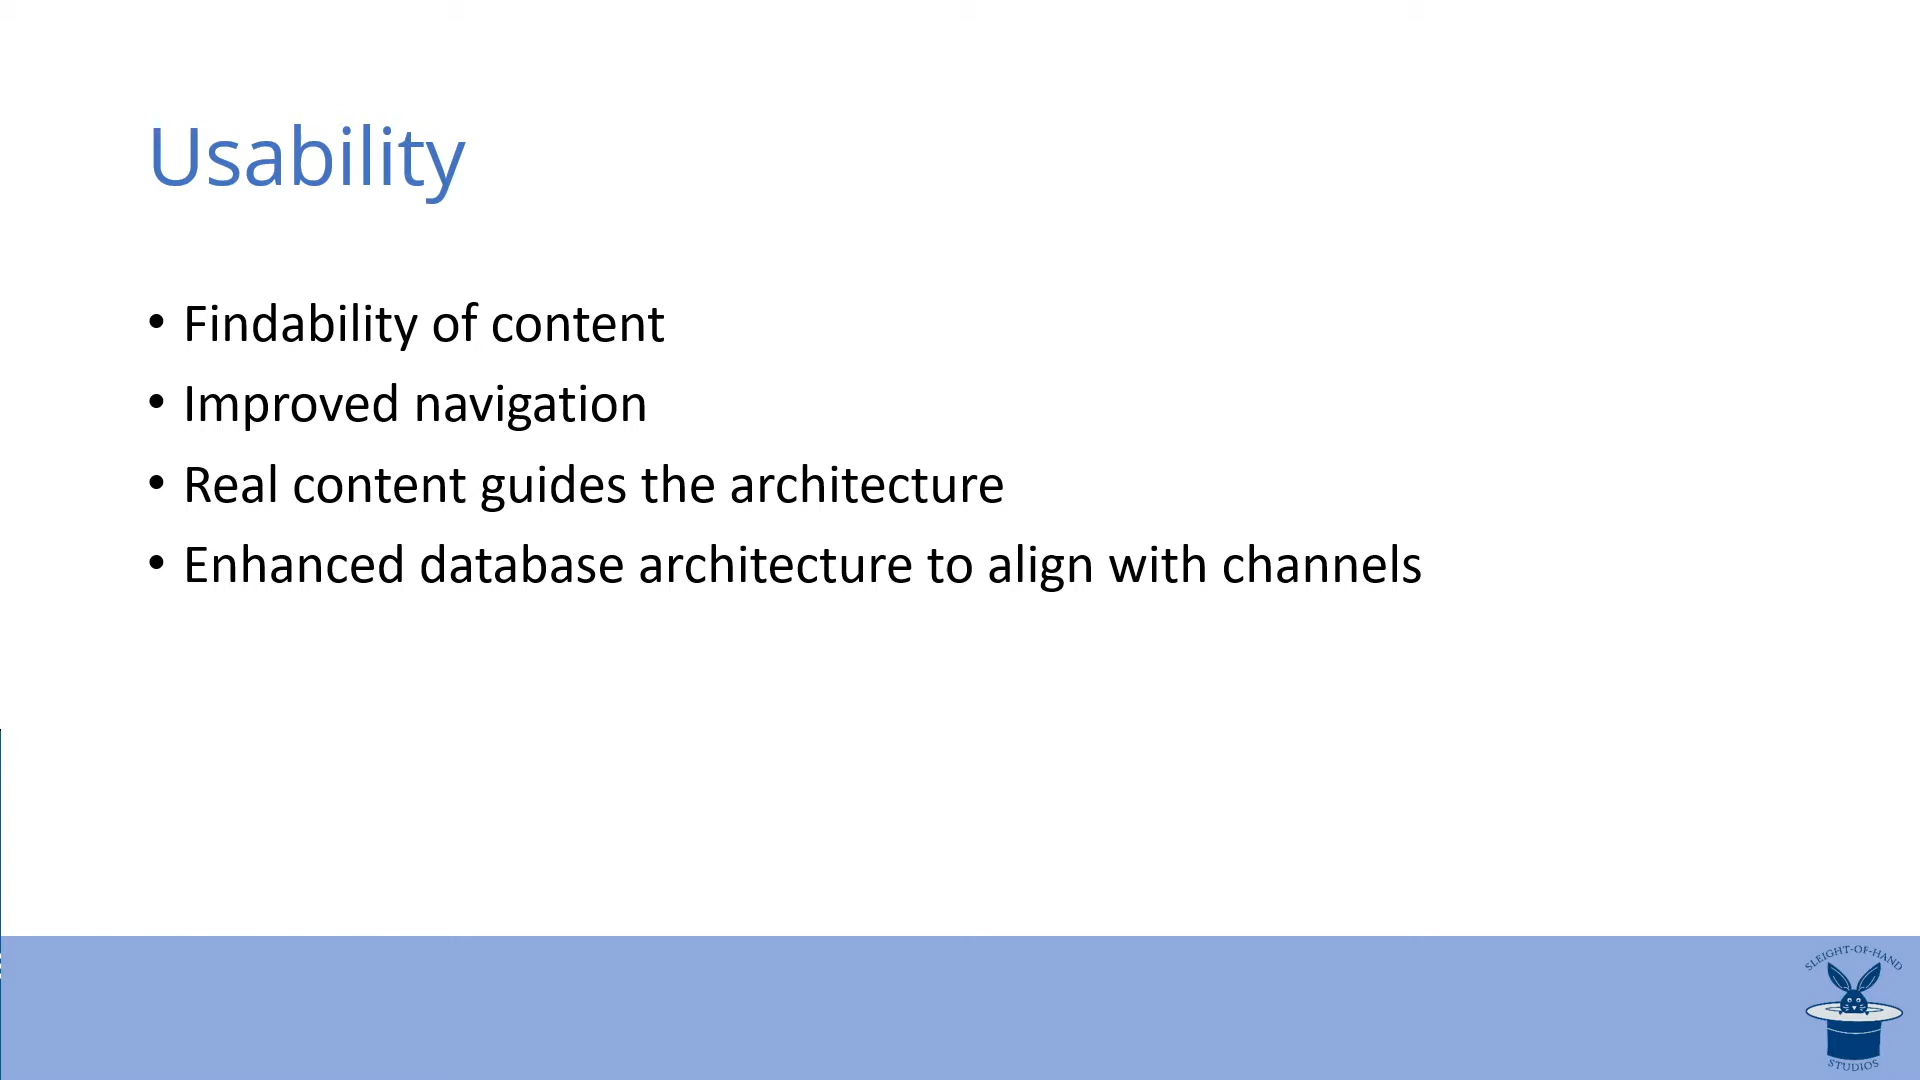 Usability
• Findability of content
• Improved navigation
• Real content guides the architecture
• Enhanced database architecture to align with channels
SLEIGHT-OF-HAND
STUDIOS